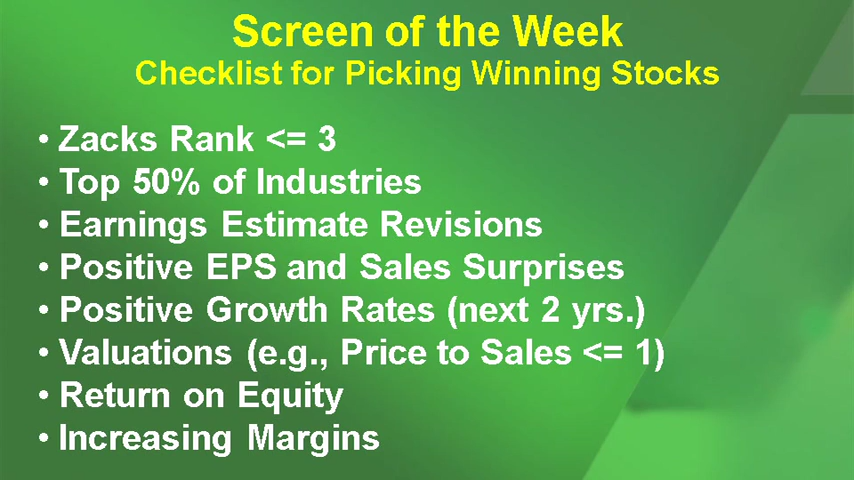 Screen of the Week
Checklist for Picking Winning Stocks
• Zacks Rank <= 3
• Top 50% of Industries
• Earnings Estimate Revisions
• Positive EPS and Sales Surprises
• Positive Growth Rates (next 2 yrs.)
• Valuations (e.g., Price to Sales <= 1)
• Return on Equity
• Increasing Margins